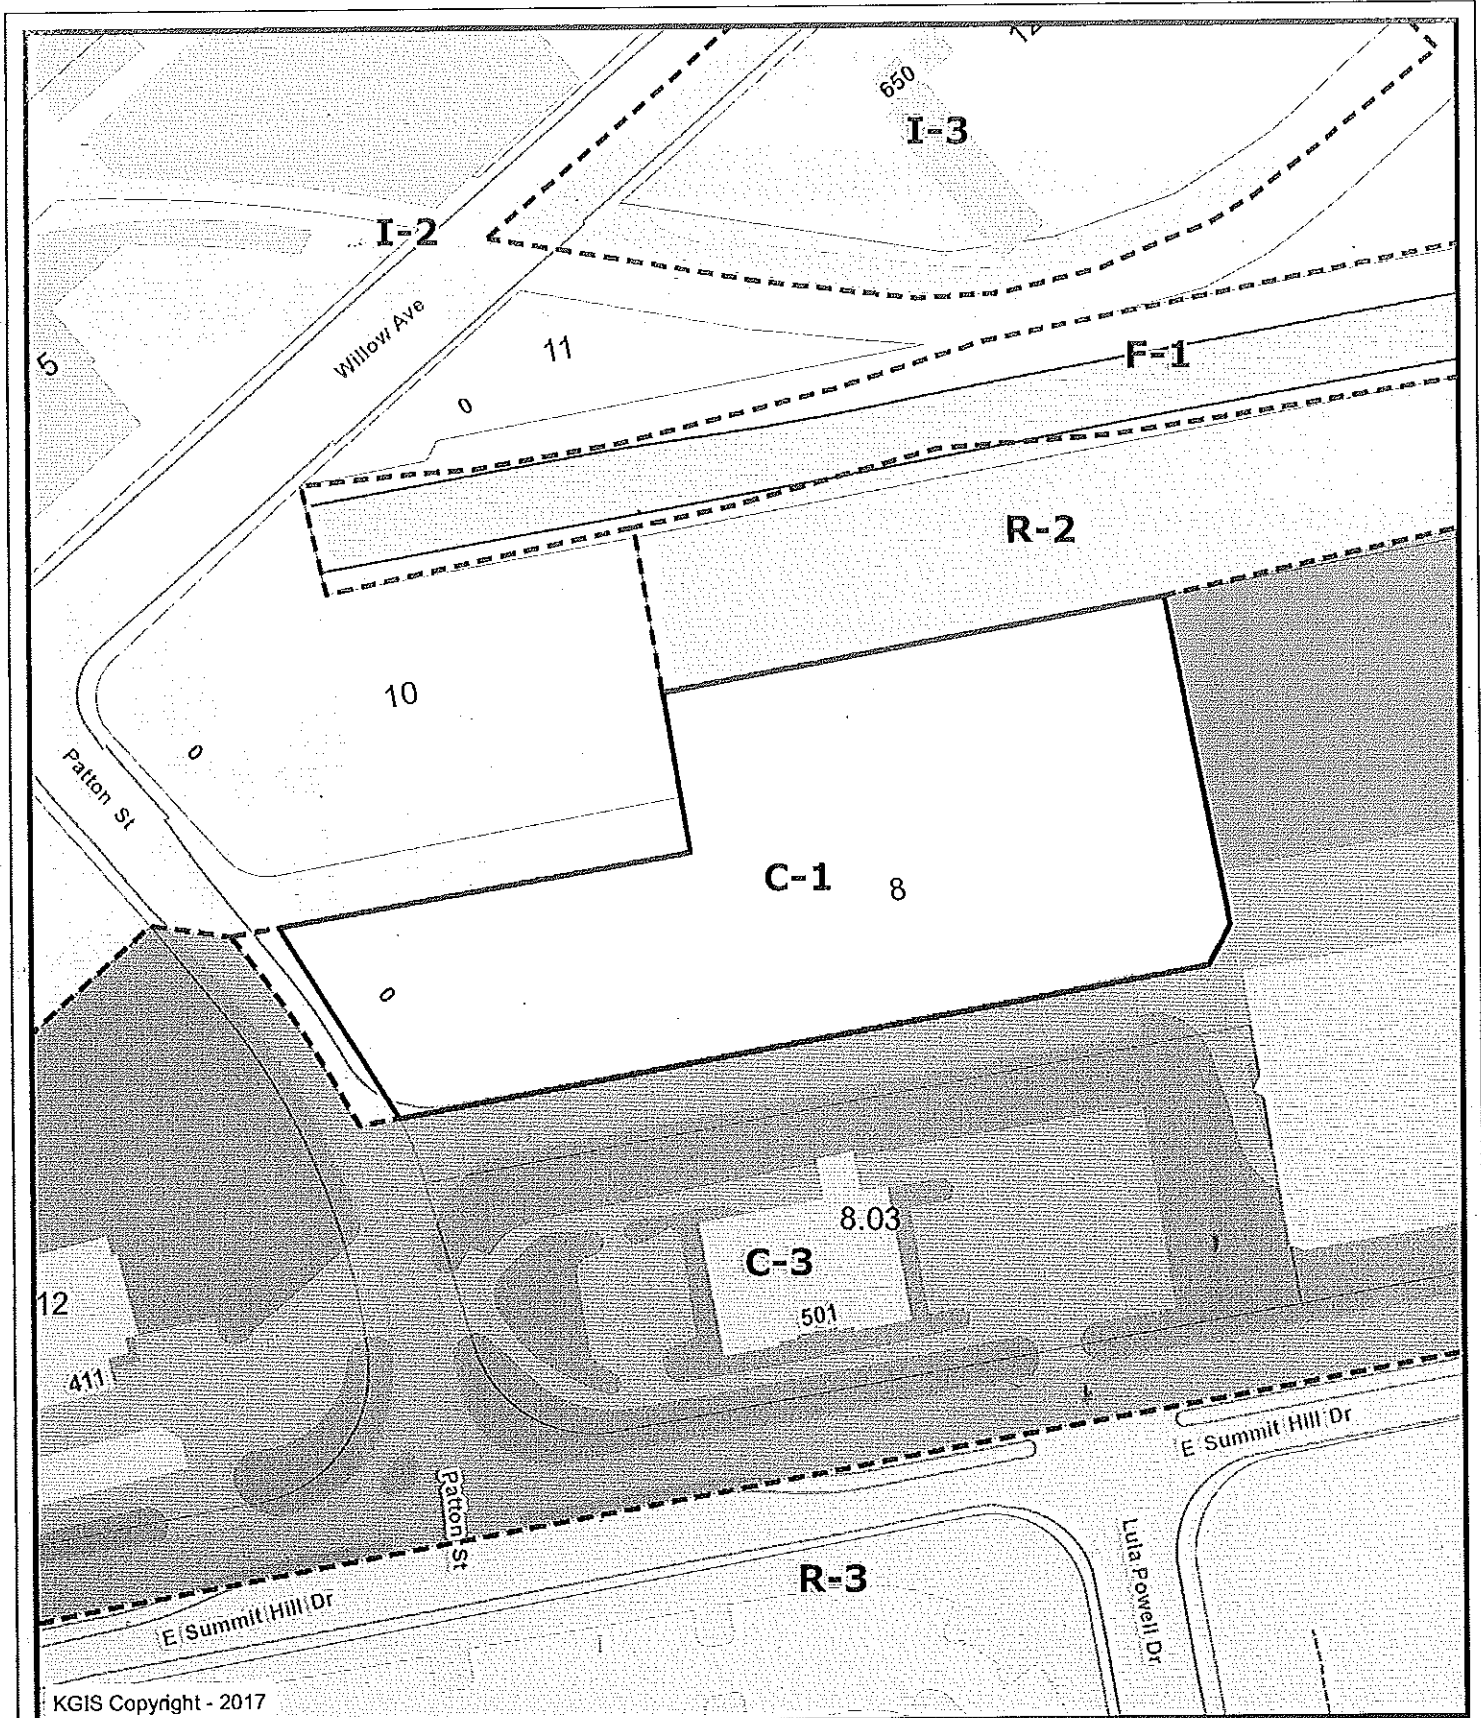 12
650
I-3
I-2
Willow Ave
11
5
0
F-1
R-2
10
0
Patton St
C-1
8
0
8.03
C-3
12
501
411
E Summit Hill Dr
Patton St
Lula Powell Dr
R-3
E Summit Hill Dr
KGIS Copyright - 2017